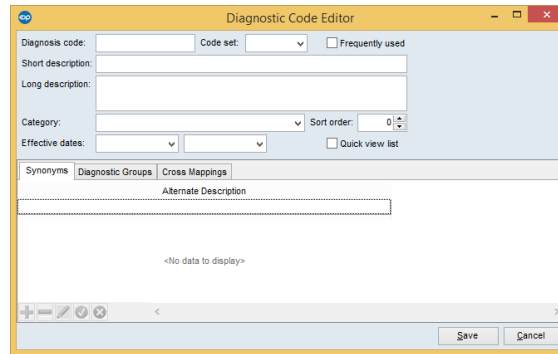 op
Diagnostic Code Editor
Diagnosis code: Code set: Frequently used
Short description:
Long description:
Category: Sort order: 0
Effective dates: Quick view list
Synonyms Diagnostic Groups Cross Mappings
Alternate Description
<No data to display>
Save Cancel